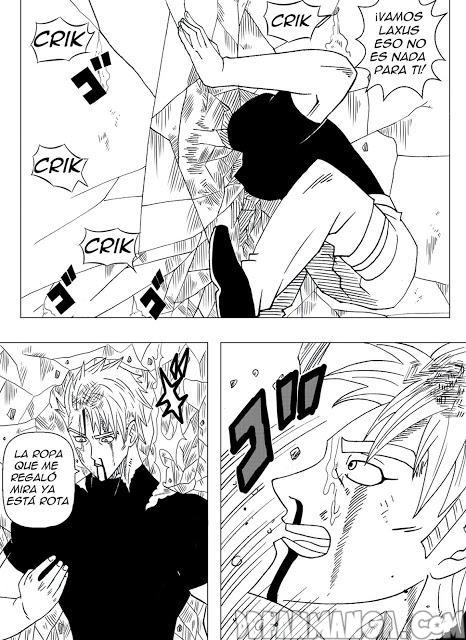 CRIK
CRIK
¡VAMOS
LAXUS
ESO NO
ES NADA
PARA TI!
ゴ
CRIK
CRIK
ゴ
ゴ
LA ROPA
QUE ME
REGALÓ
MIRA YA
ESTÁ ROTA
ゴ